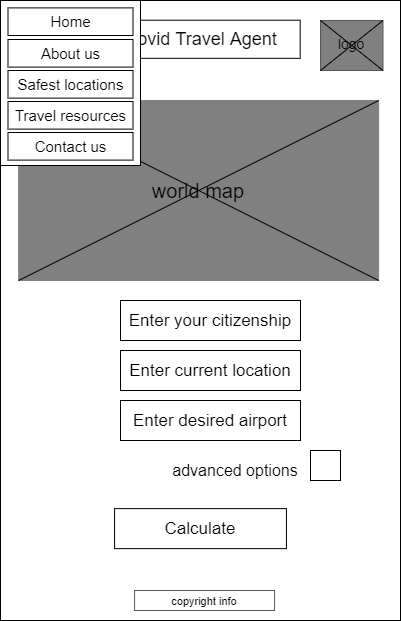 Home
About us
Safest locations
Travel resources
Contact us
ovid Travel Agent
logo
world map
Enter your citizenship
Enter current location
Enter desired airport
advanced options
Calculate
copyright info